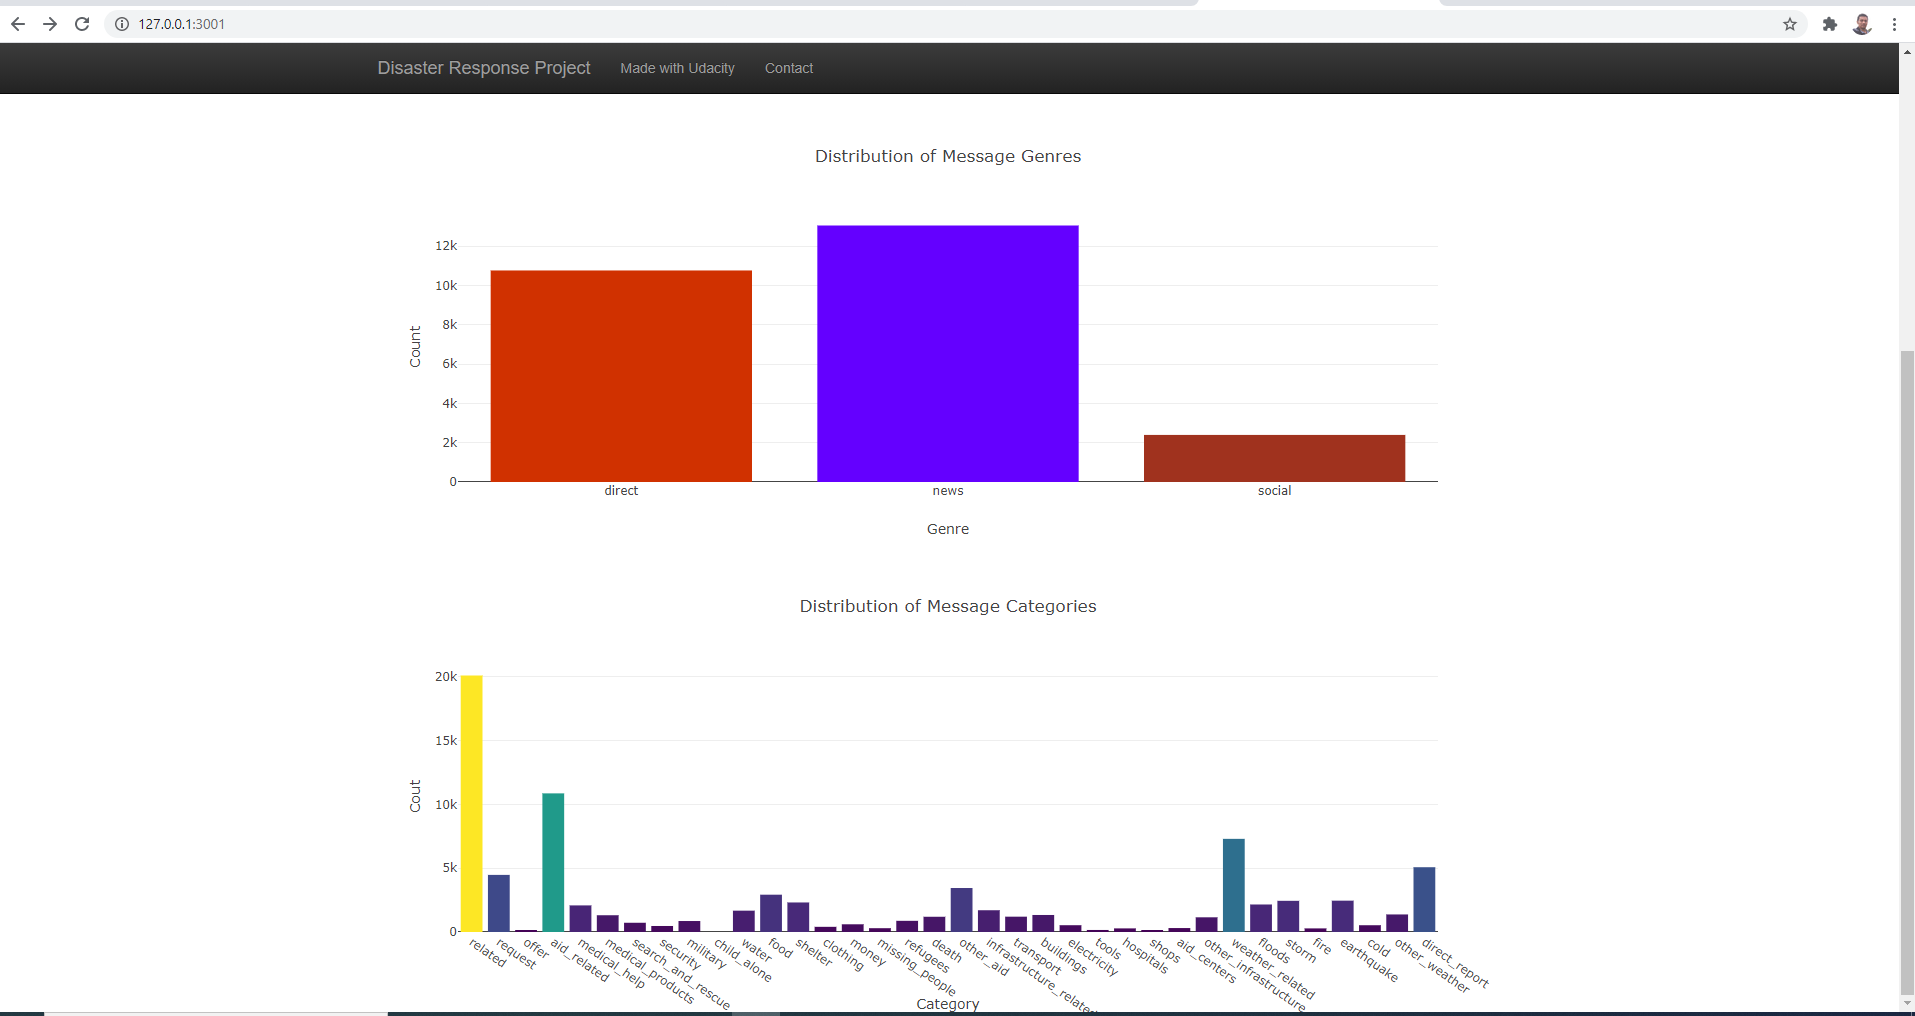 127.0.0.1:3001
Disaster Response Project Made with Udacity Contact
Distribution of Message Genres
12k
10k
8k
6k
4k
2k
0
Count
direct news social
Genre
Distribution of Message Categories
20k
15k
10k
5k
0
Cout
related
request
offer
aid_related
medical_help
medical_products
search_and_rescue
security
military
child_alone
water
food
shelter
clothing
money
missing_people
refugees
death
other_aid
infrastructure_related
transport
buildings
electricity
tools
hospitals
shops
aid_centers
other_infrastructure
weather_related
floods
storm
fire
earthquake
cold
other_weather
direct_report
Category